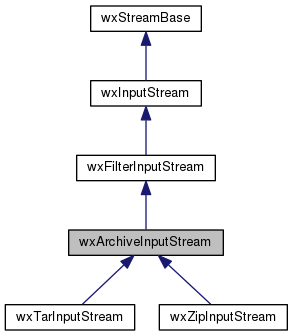 wxStreamBase
wxInputStream
wxFilterInputStream
wxArchiveInputStream
wxTarInputStream
wxZipInputStream